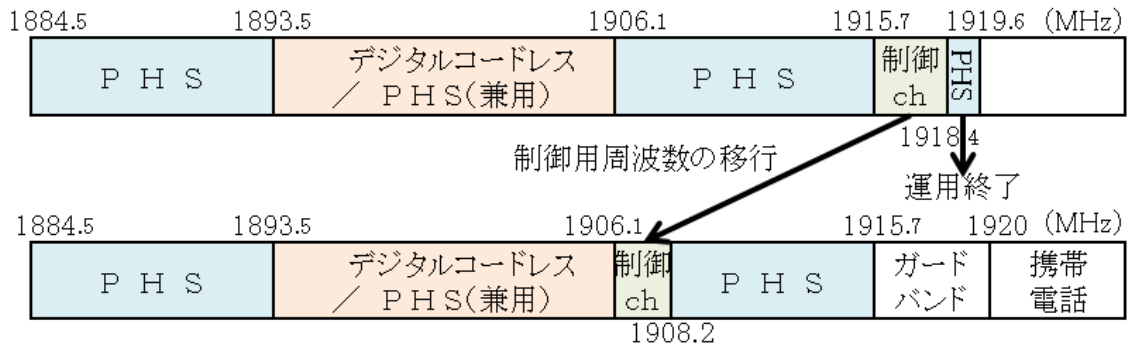 1884.5 1893.5 1906.1 1915.7 1919.6 (MHz)
PHS
デジタルコードレス
/ PHS(兼用)
PHS
制御
ch
PHS
1918.4
制御用周波数の移行
運用終了
1884.5 1893.5 1906.1 1915.7 1920 (MHz)
PHS
デジタルコードレス
/ PHS(兼用)
制御
ch
PHS
ガード
バンド
携帯
電話
1908.2